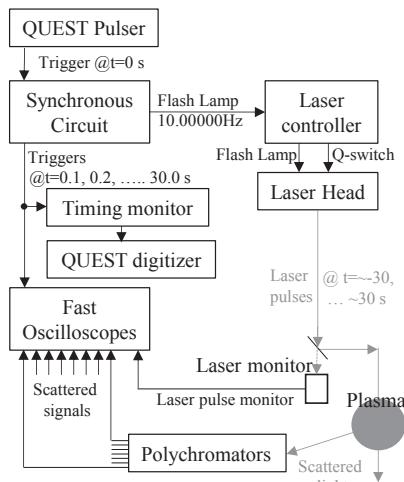 QUEST Pulser
Trigger @t=0 s
Synchronous
Circuit
Flash Lamp
10.00000Hz
Laser
controller
Triggers
@t=0.1, 0.2, ..... 30.0 s
Flash Lamp
Q-switch
Timing monitor
Laser Head
QUEST digitizer
Laser
pulses
@ t=~-30,
... ~30 s
Fast
Oscilloscopes
Laser monitor
Scattered
signals
Laser pulse monitor
Plasma
Polychromators
Scattered